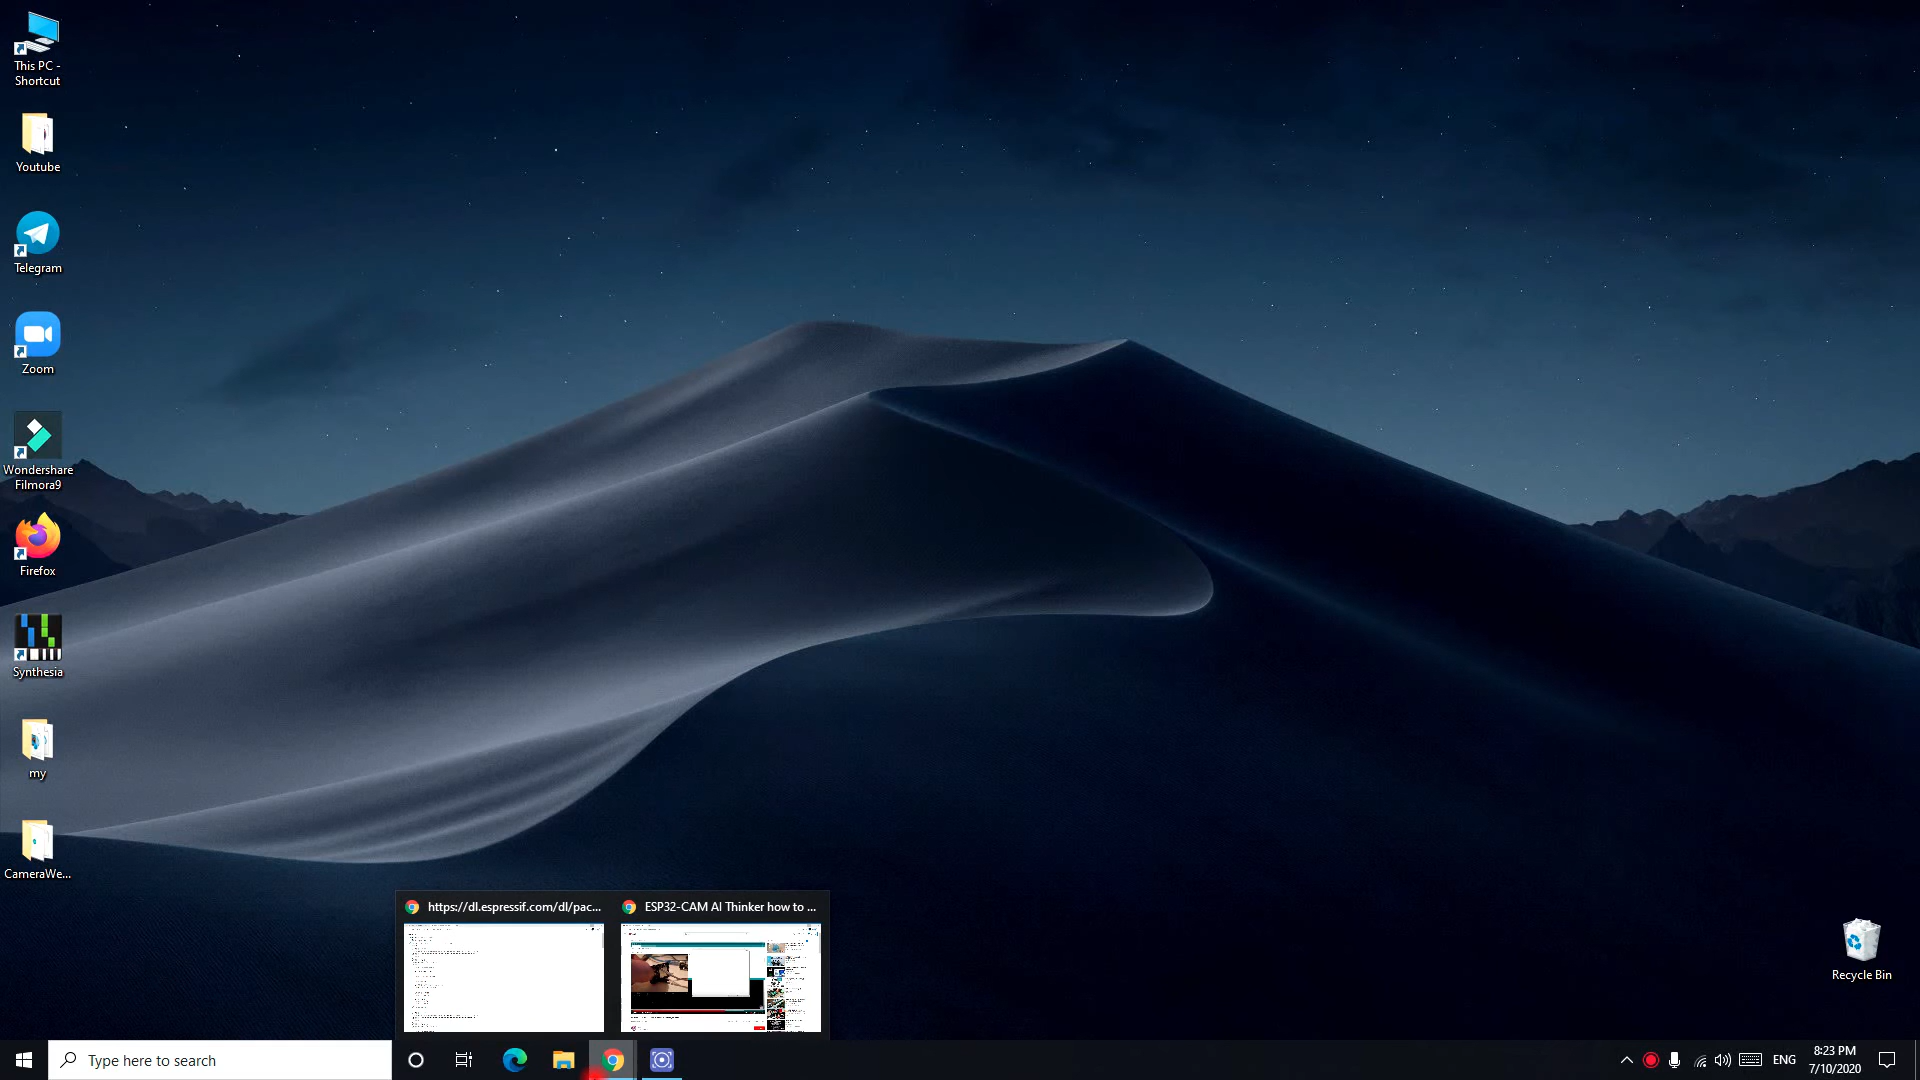 This PC -
Shortcut
Youtube
Telegram
Zoom
Wondershare
Filmora9
Firefox
Synthesia
my
CameraWe...
https://dl.espressif.com/dl/pac...
ESP32-CAM AI Thinker how to ...
Recycle Bin
Type here to search
ENG
8:23 PM
7/10/2020